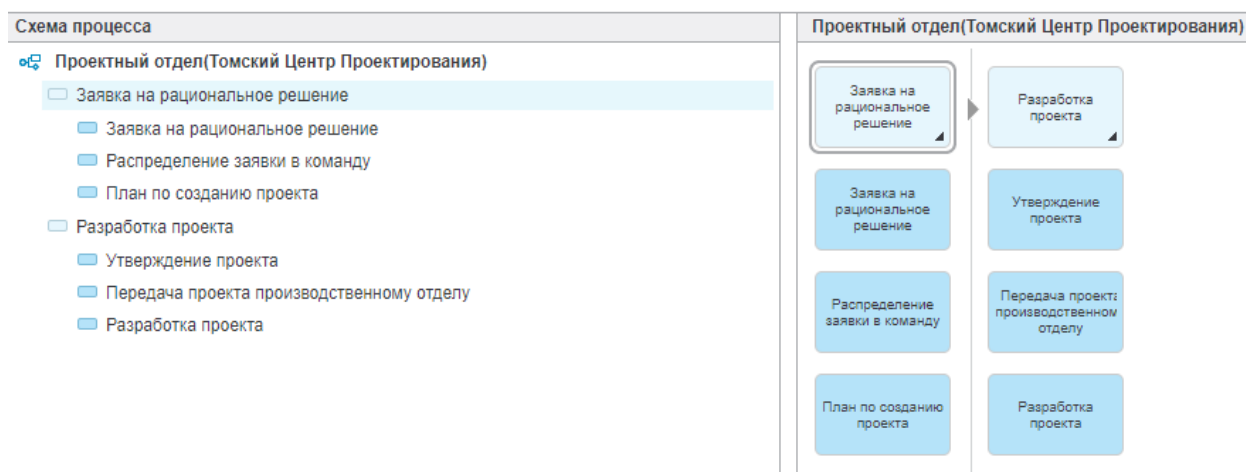 Схема процесса
Проектный отдел(Томский Центр Проектирования)
Заявка на рациональное решение
Заявка на рациональное решение
Распределение заявки в команду
План по созданию проекта
Разработка проекта
Утверждение проекта
Передача проекта производственному отделу
Разработка проекта
Проектный отдел(Томский Центр Проектирования)
Заявка на
рациональное
решение
Разработка
проекта
Заявка на
рациональное
решение
Утверждение
проекта
Распределение
заявки в команду
Передача проекта
производственном
отделу
План по созданию
проекта
Разработка
проекта